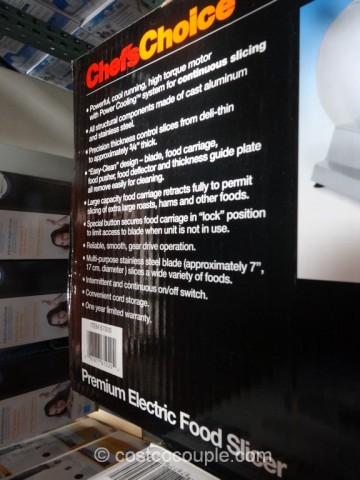 Chef'sChoice
• Powerful, cool running, high torque motor
with Power Cooling™ system for continuous slicing
• All structural components made of cast aluminum
and stainless steel.
• Precision thickness control slices from deli-thin
to approximately ¾" thick.
• "Easy-Clean" design – blade, food carriage,
food pusher, food deflector and thickness guide plate
all remove easily for cleaning.
• Large capacity food carriage retracts fully to permit
slicing of extra large roasts, hams and other foods.
• Special button secures food carriage in "lock" position
to limit access to blade when unit is not in use.
• Reliable, smooth, gear drive operation.
• Multi-purpose stainless steel blade (approximately 7",
17 cm. diameter) slices a wide variety of foods.
• Intermittent and continuous on/off switch.
• Convenient cord storage.
• One year limited warranty.
Premium Electric Food Slicer
© costcocouple.com